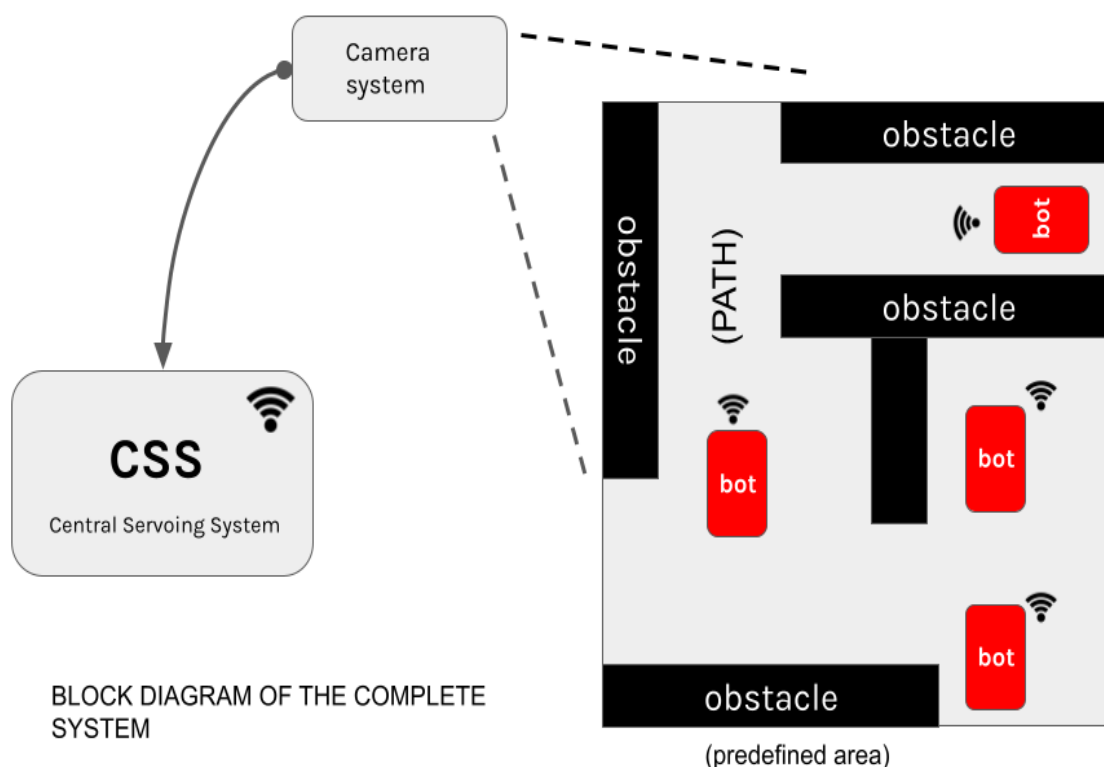 Camera
system
obstacle
bot
obstacle
(PATH)
obstacle
CSS
Central Servoing System
bot
bot
bot
obstacle
BLOCK DIAGRAM OF THE COMPLETE
SYSTEM
(predefined area)